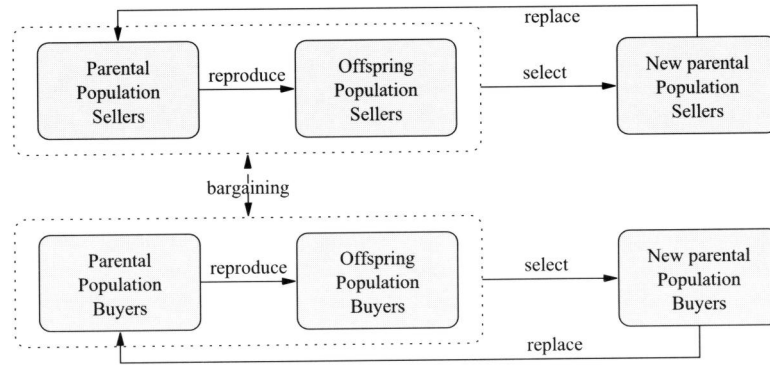 replace
Parental
Population
Sellers
reproduce
Offspring
Population
Sellers
select
New parental
Population
Sellers
bargaining
Parental
Population
Buyers
reproduce
Offspring
Population
Buyers
select
New parental
Population
Buyers
replace